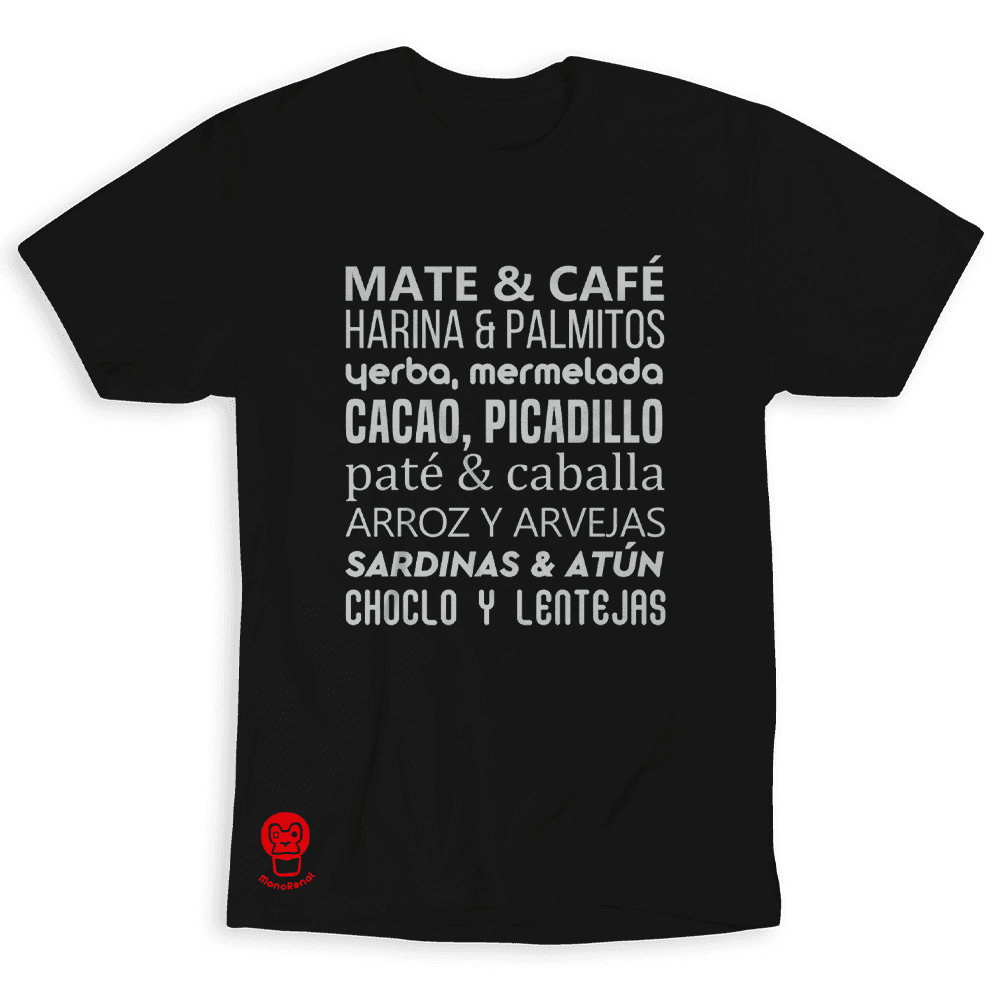 MATE & CAFÉ
HARINA & PALMITOS
yerba, mermelada
CACAO, PICADILLO
paté & caballa
ARROZ Y ARVEJAS
SARDINAS & ATÚN
CHOCLO Y LENTEJAS
MonoRenal